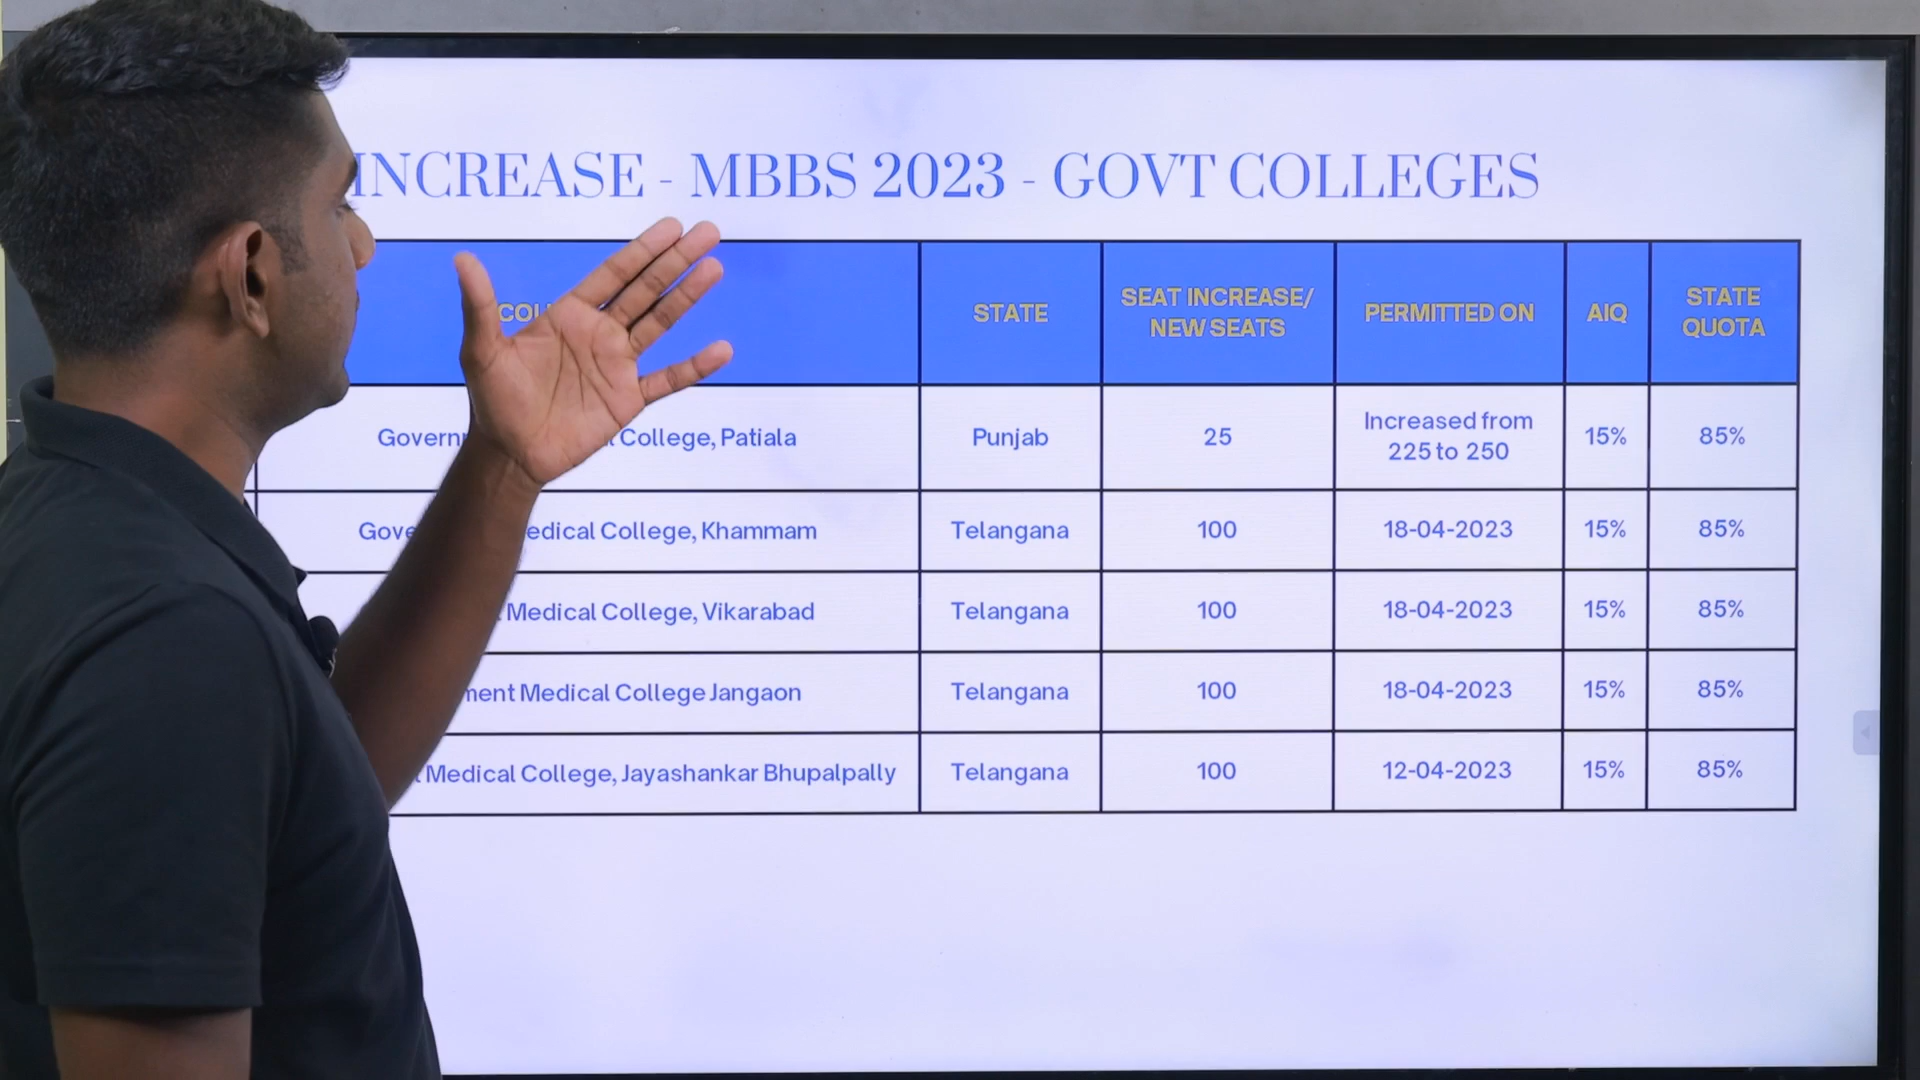 INCREASE - MBBS 2023 - GOVT COLLEGES
STATE
SEAT INCREASE/
NEW SEATS
PERMITTED ON
AIQ
STATE
QUOTA
College, Patiala
Punjab
25
Increased from
225 to 250
15%
85%
College, Khammam
Telangana
100
18-04-2023
15%
85%
Medical College, Vikarabad
Telangana
100
18-04-2023
15%
85%
Medical College Jangaon
Telangana
100
18-04-2023
15%
85%
Medical College, Jayashankar Bhupalpally
Telangana
100
12-04-2023
15%
85%